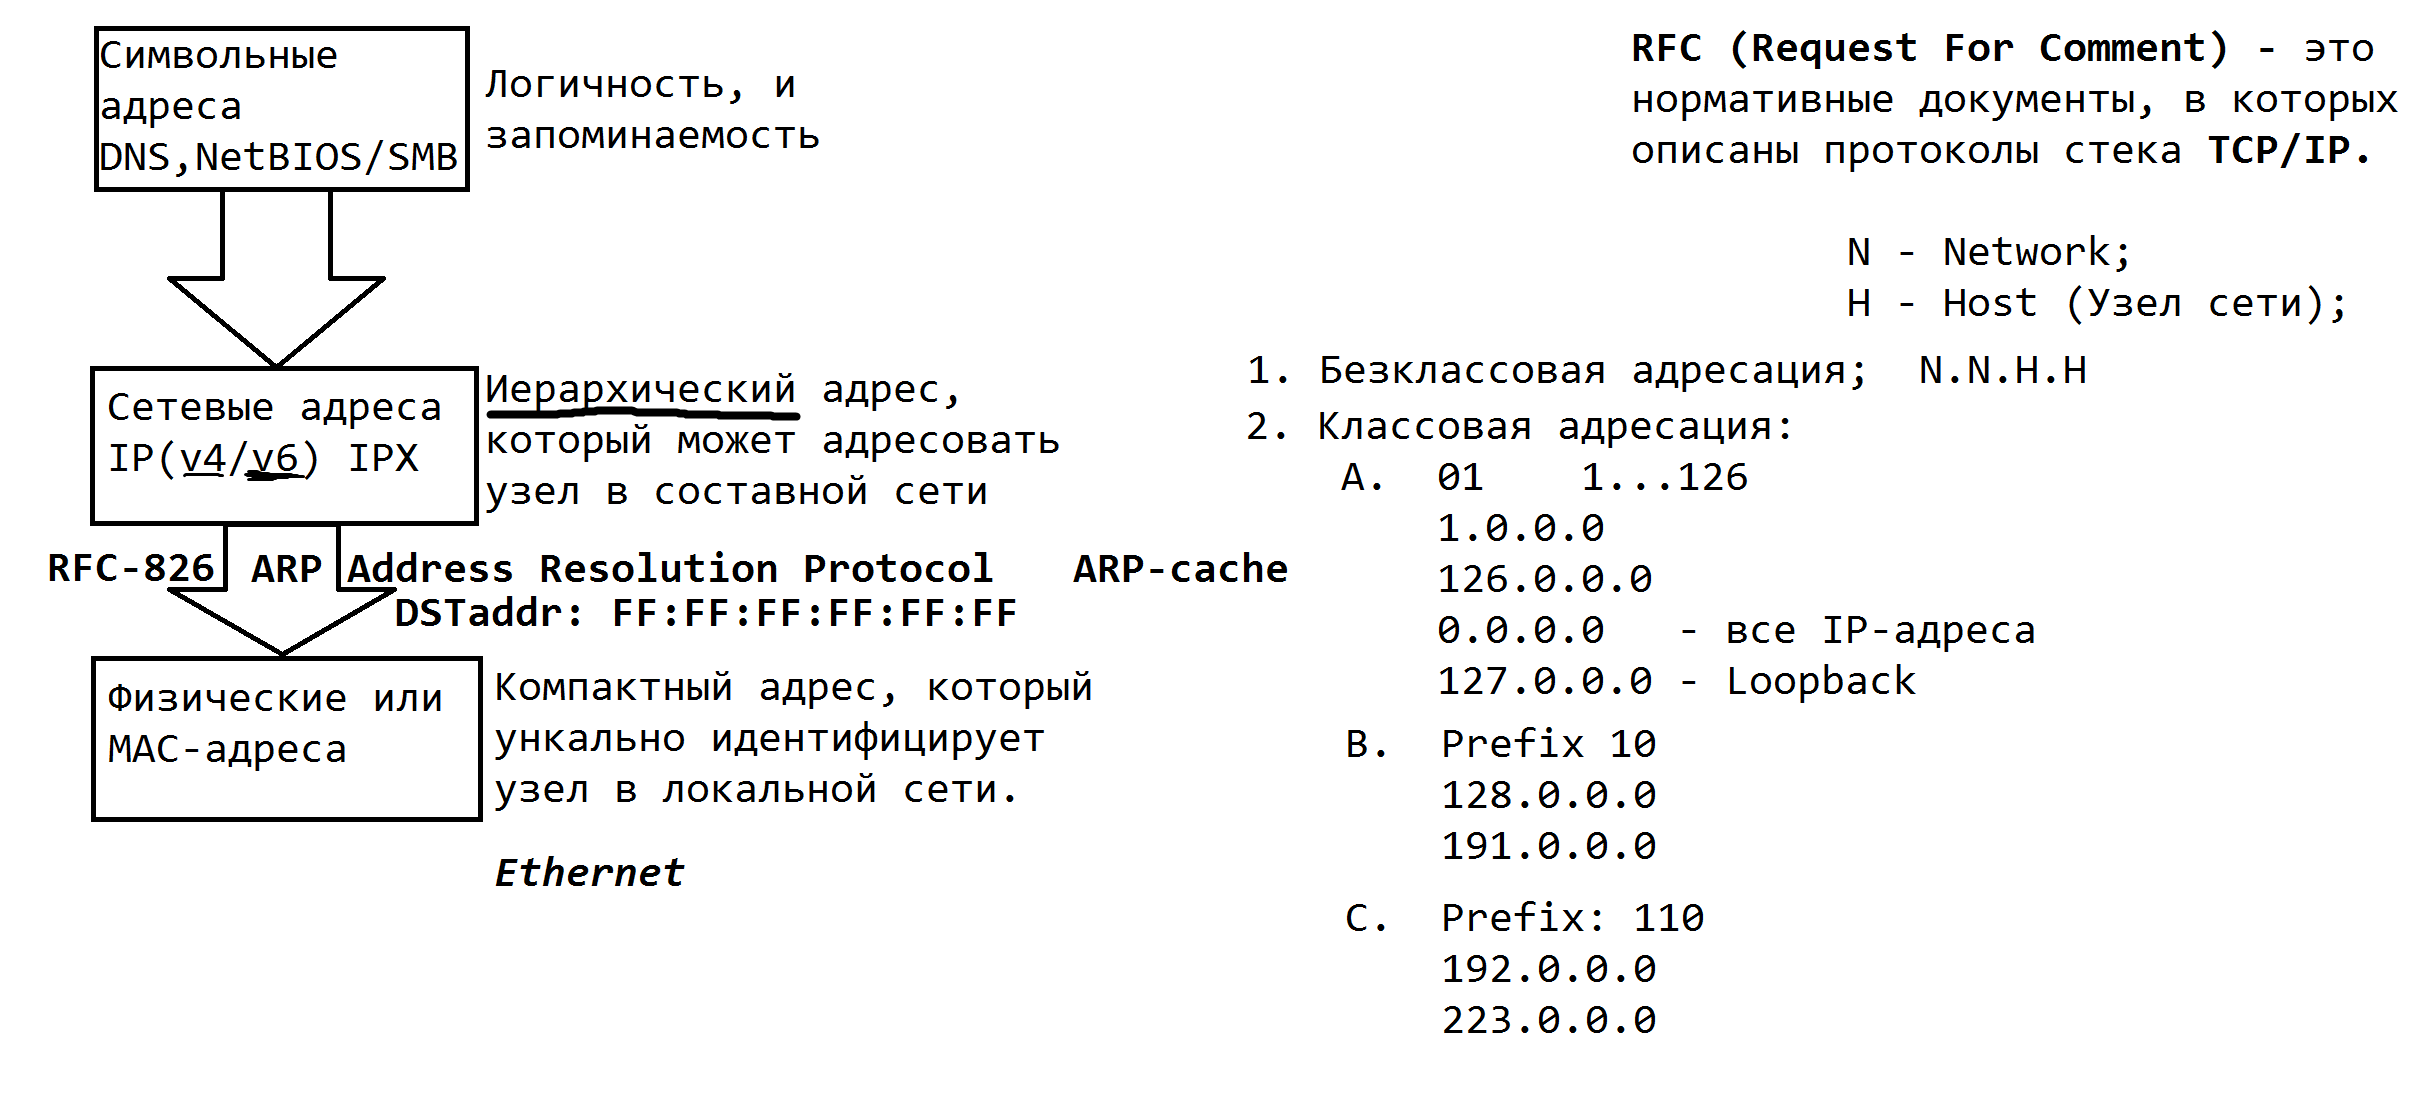 Символьные
адреса
DNS,NetBIOS/SMB
Логичность, и
запоминаемость
Сетевые адреса
IP(v4/v6) IPX
Иерархический адрес,
который может адресовать
узел в составной сети
RFC-826 ARP Address Resolution Protocol ARP-cache
DSTaddr: FF:FF:FF:FF:FF:FF
Физические или
MAC-адреса
Компактный адрес, который
ункально идентифицирует
узел в локальной сети.
Ethernet
RFC (Request For Comment) - это
нормативные документы, в которых
описаны протоколы стека TCP/IP.
N - Network;
H - Host (Узел сети);
1. Безклассовая адресация; N.N.H.H
2. Классовая адресация:
A. 01 1...126
1.0.0.0
126.0.0.0
0.0.0.0 - все IP-адреса
127.0.0.0 - Loopback
B. Prefix 10
128.0.0.0
191.0.0.0
C. Prefix: 110
192.0.0.0
223.0.0.0